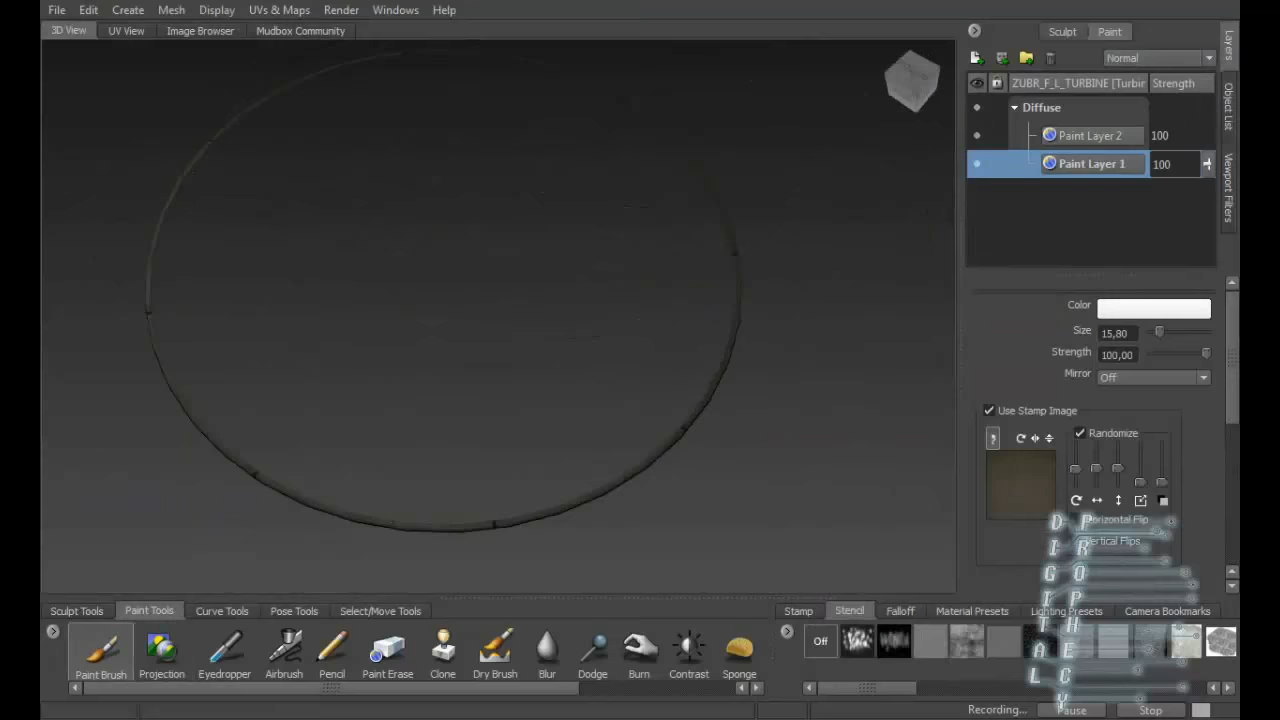 File Edit Create Mesh Display UVs & Maps Render Windows Help
3D View UV View Image Browser Mudbox Community
Sculpt Paint
Normal
ZUBR_F_L_TURBINE [Turbir Strength
Diffuse
Paint Layer 2 100
Paint Layer 1 100
Layers
Object List
Viewport Filters
Color
Size 15,80
Strength 100,00
Mirror Off
Use Stamp Image
Randomize
Horizontal Flip
Vertical Flips
DIGITAL
PROPHECY
Sculpt Tools Paint Tools Curve Tools Pose Tools Select/Move Tools
Stamp Stencil Falloff Material Presets Lighting Presets Camera Bookmarks
Off
Paint Brush Projection Eyedropper Airbrush Pencil Paint Erase Clone Dry Brush Blur Dodge Burn Contrast Sponge
Recording... Pause Stop